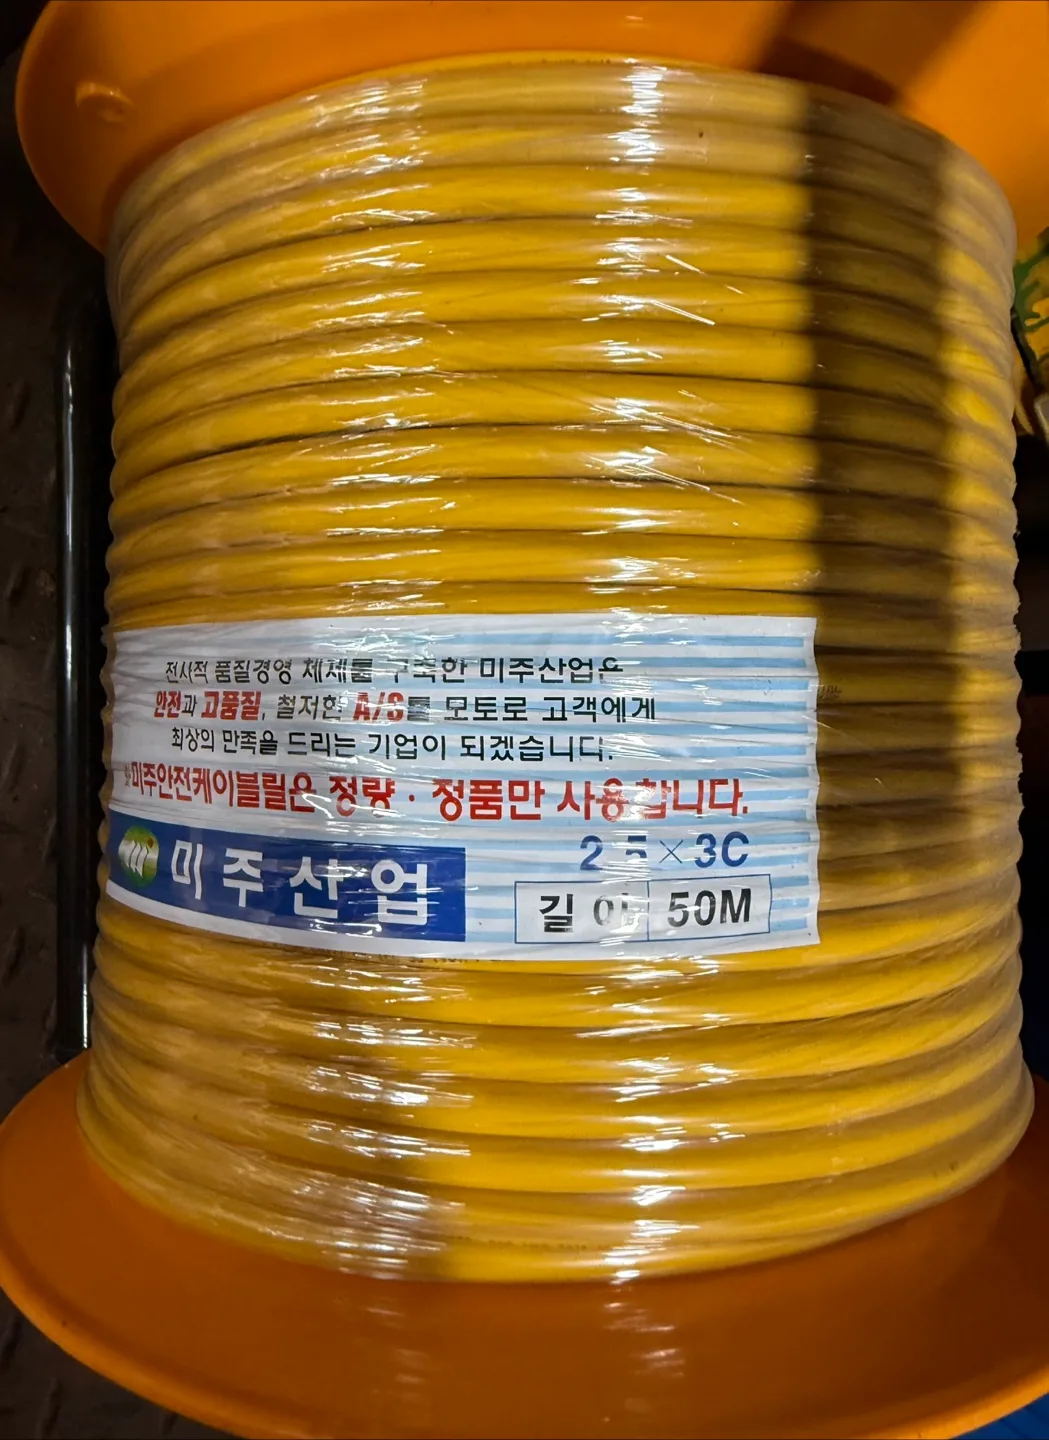 전사적 품질경영 체제를 구축한 미주산업은
안전과 고품질, 철저한 A/S를 모토로 고객에게
최상의 만족을 드리는 기업이 되겠습니다.
*미주안전케이블릴은 정량 · 정품만 사용합니다.
2.5×3C
미주산업
길이 50M